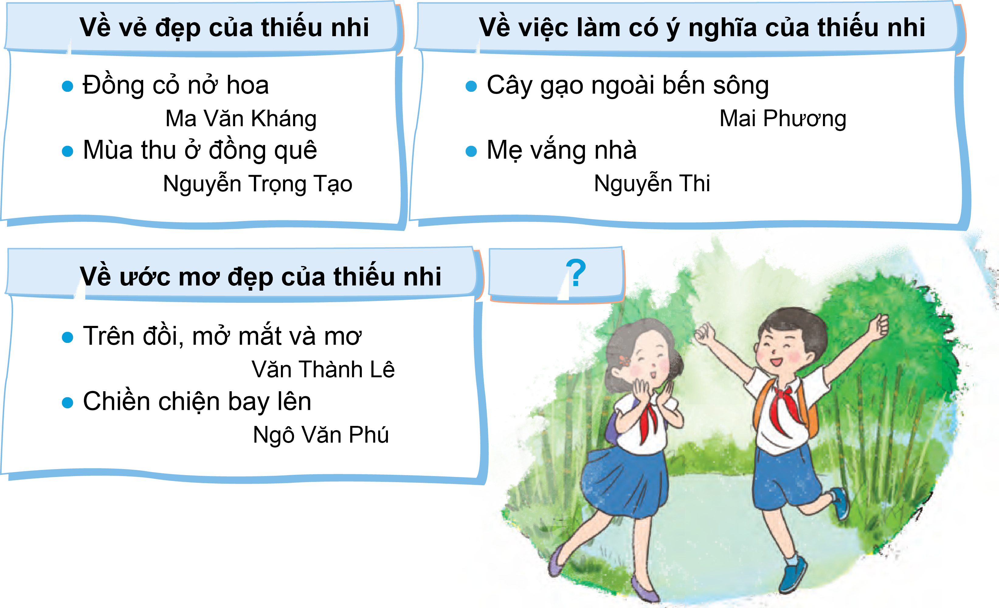 Về vẻ đẹp của thiếu nhi
Đồng cỏ nở hoa
Ma Văn Kháng
Mùa thu ở đồng quê
Nguyễn Trọng Tạo
Về việc làm có ý nghĩa của thiếu nhi
Cây gạo ngoài bến sông
Mai Phương
Mẹ vắng nhà
Nguyễn Thi
Về ước mơ đẹp của thiếu nhi
Trên đồi, mở mắt và mơ
Văn Thành Lê
Chiền chiện bay lên
Ngô Văn Phú
?